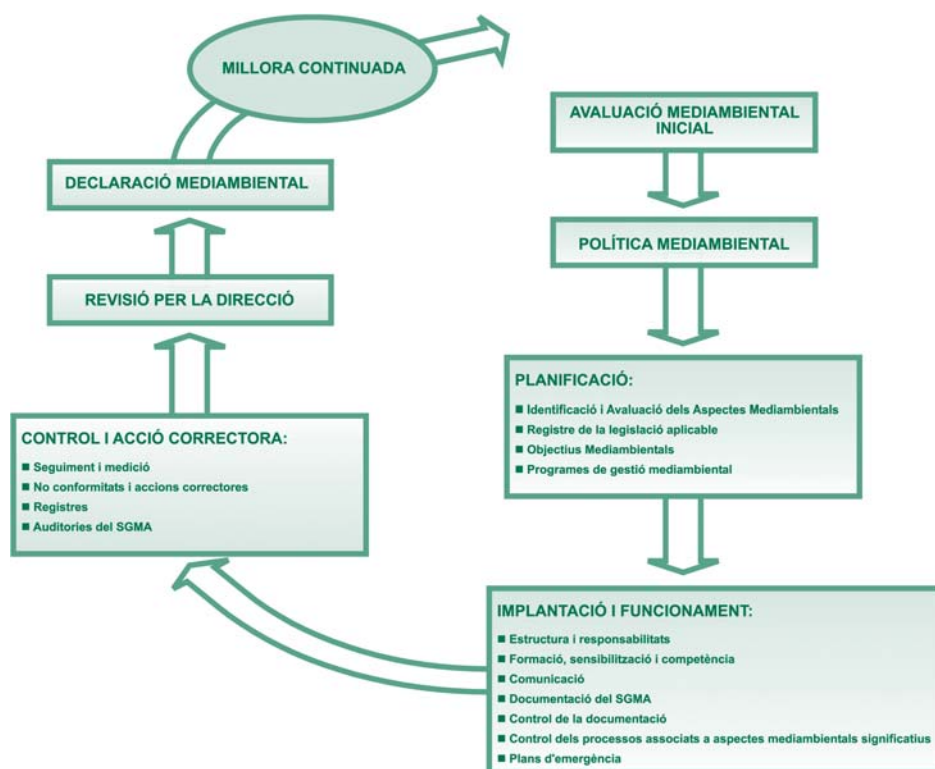 MILLORA CONTINUADA
AVALUACIÓ MEDIAMBIENTAL
INICIAL
POLÍTICA MEDIAMBIENTAL
PLANIFICACIÓ:
■ Identificació i Avaluació dels Aspectes Mediambientals
■ Registre de la legislació aplicable
■ Objectius Mediambientals
■ Programes de gestió mediambiental
IMPLANTACIÓ I FUNCIONAMENT:
■ Estructura i responsabilitats
■ Formació, sensibilització i competència
■ Comunicació
■ Documentació del SGMA
■ Control de la documentació
■ Control dels processos associats a aspectes mediambientals significatius
■ Plans d'emergència
CONTROL I ACCIÓ CORRECTORA:
■ Seguiment i medició
■ No conformitats i accions correctores
■ Registres
■ Auditories del SGMA
REVISIÓ PER LA DIRECCIÓ
DECLARACIÓ MEDIAMBIENTAL